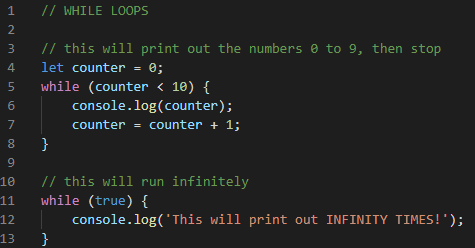 1 // WHILE LOOPS
2
3 // this will print out the numbers 0 to 9, then stop
4 let counter = 0;
5 while (counter < 10) {
6     console.log(counter);
7     counter = counter + 1;
8 }
9
10 // this will run infinitely
11 while (true) {
12     console.log('This will print out INFINITY TIMES!');
13 }